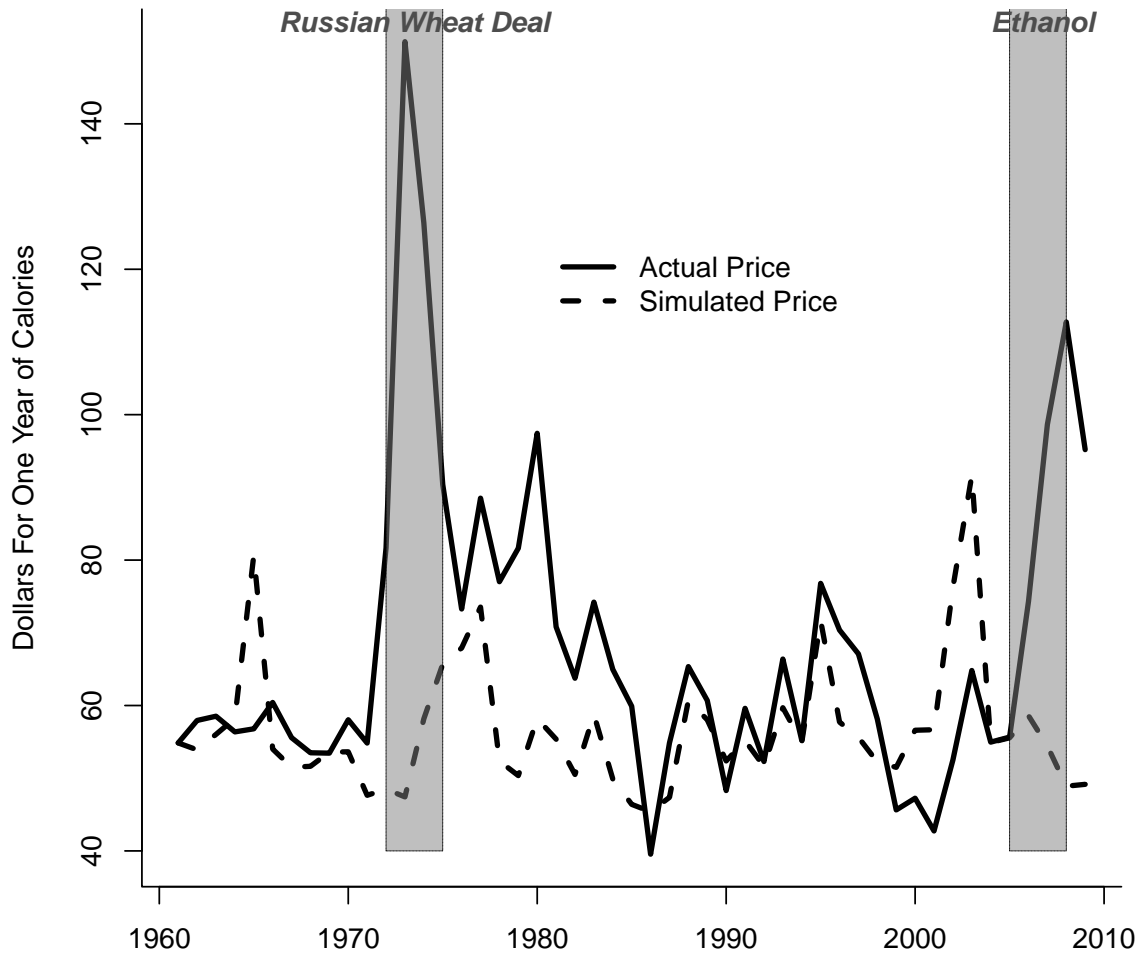 Russian Wheat Deal
Ethanol
140
120
100
80
60
40
Dollars For One Year of Calories
Actual Price
Simulated Price
1960
1970
1980
1990
2000
2010